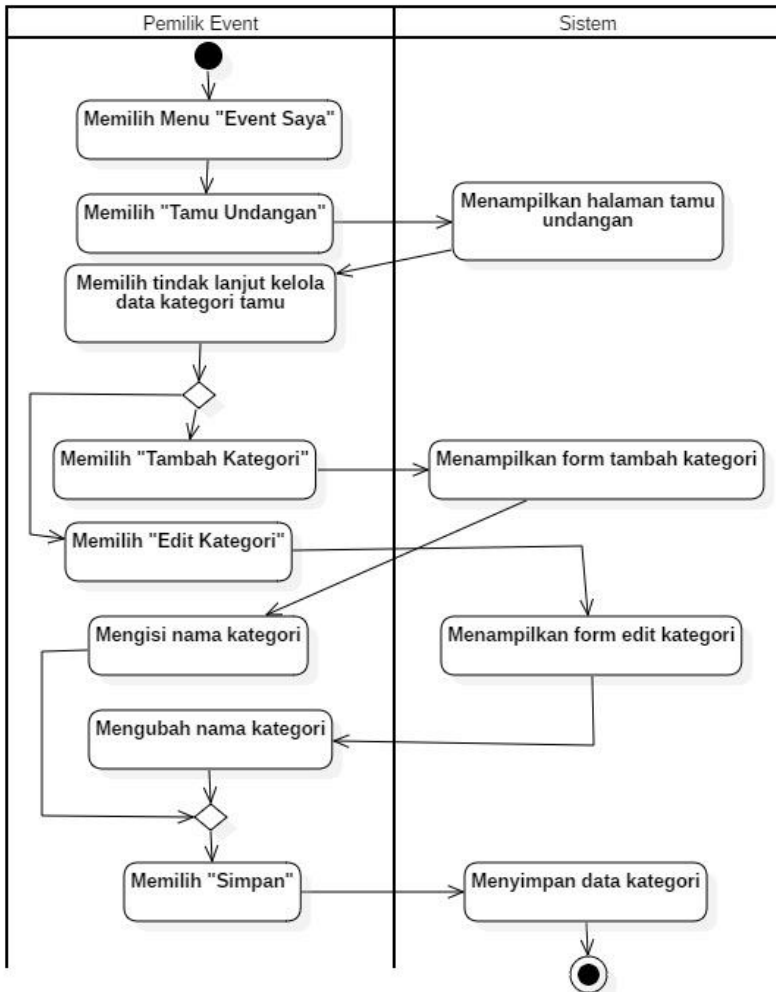 Pemilik Event
Sistem
Memilih Menu "Event Saya"
Memilih "Tamu Undangan"
Menampilkan halaman tamu
undangan
Memilih tindak lanjut kelola
data kategori tamu
Memilih "Tambah Kategori"
Menampilkan form tambah kategori
Memilih "Edit Kategori"
Mengisi nama kategori
Menampilkan form edit kategori
Mengubah nama kategori
Memilih "Simpan"
Menyimpan data kategori